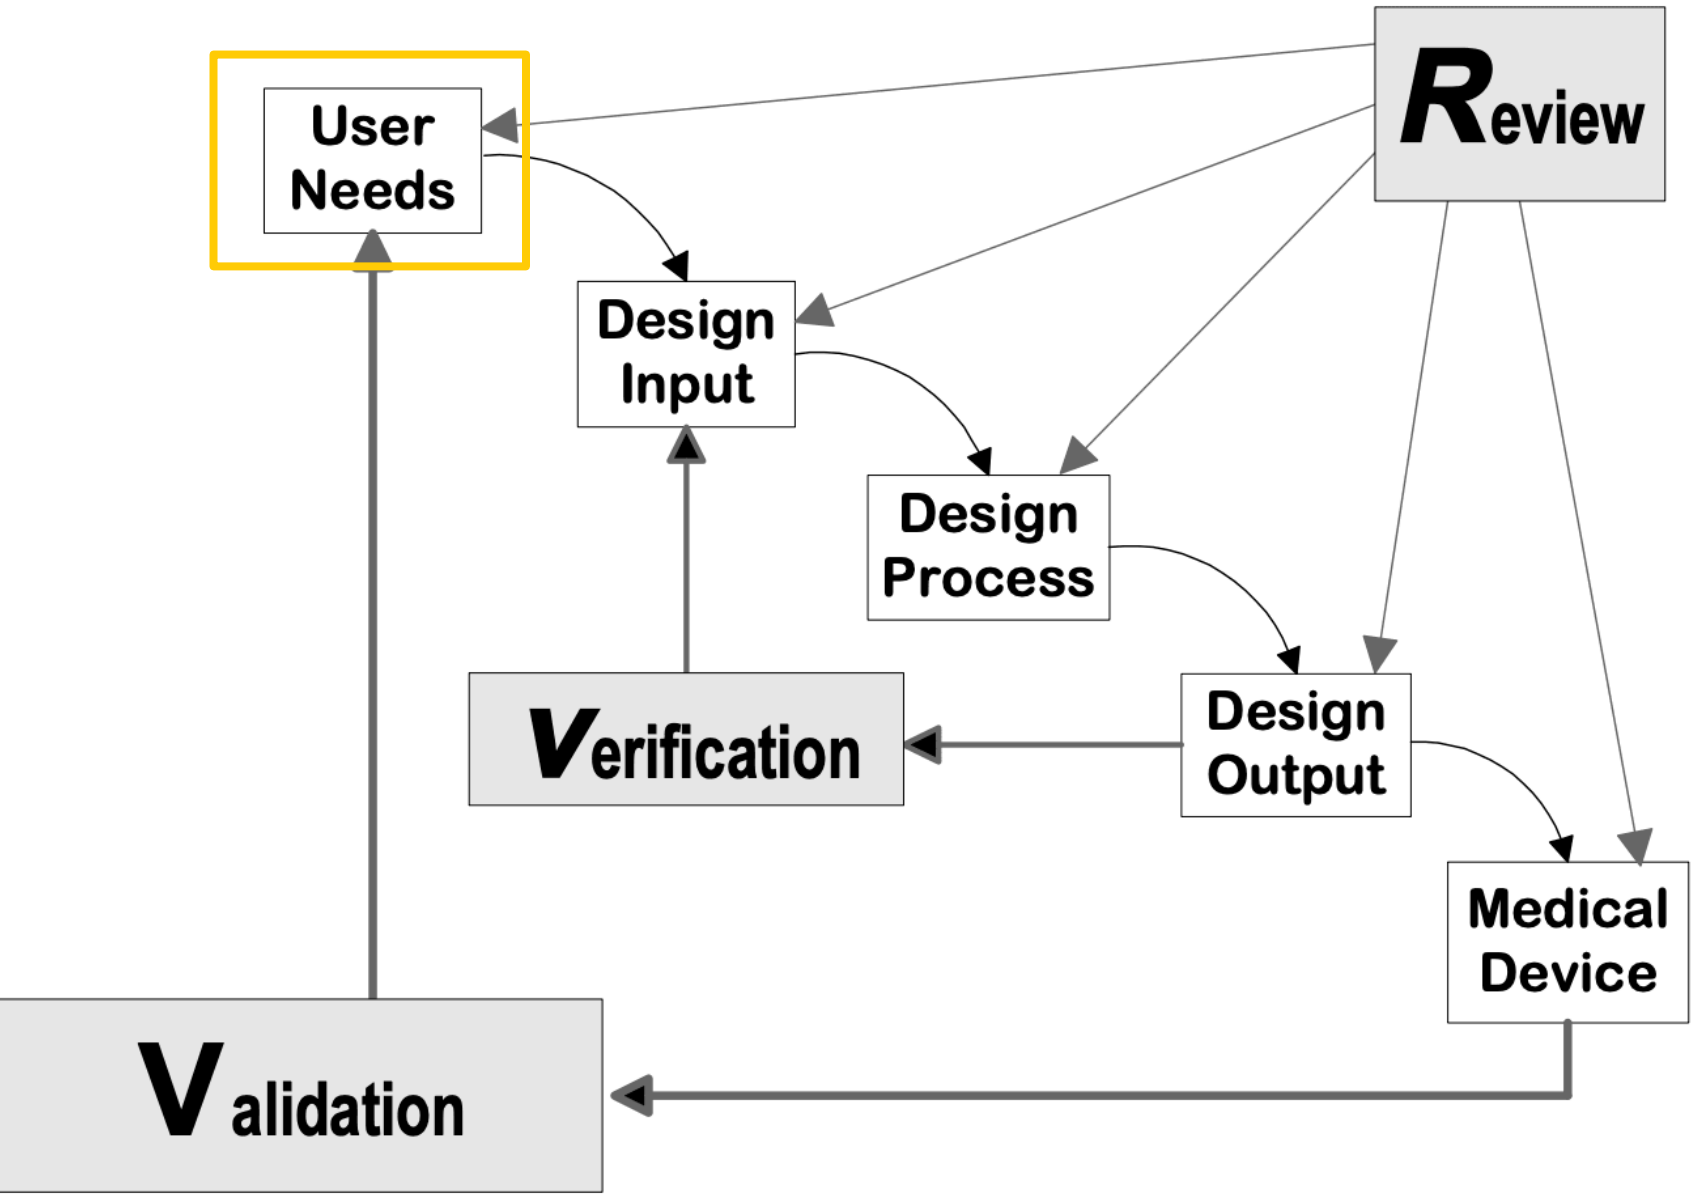 Review
User
Needs
Design
Input
Design
Process
Design
Output
Verification
Medical
Device
Validation